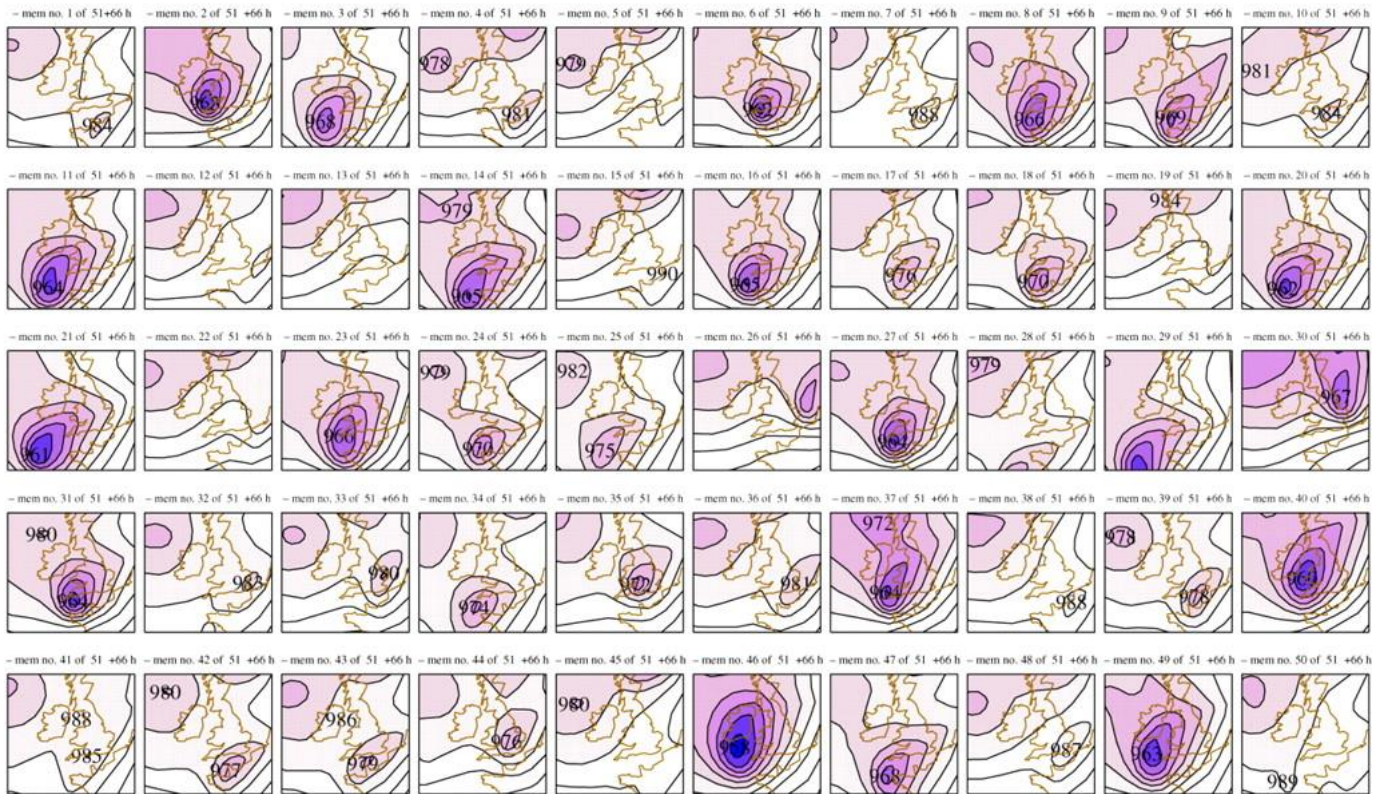 – mem no. 1 of 51+66 h – mem no. 2 of 51 +66 h – mem no. 3 of 51 +66 h – mem no. 4 of 51 +66 h – mem no. 5 of 51 +66 h – mem no. 6 of 51 +66 h – mem no. 7 of 51 +66 h – mem no. 8 of 51 +66 h – mem no. 9 of 51 +66 h – mem no. 10 of 51 +66 h
978 979 981
968 962 966 969
984 981 988 984
– mem no. 11 of 51 +66 h – mem no. 12 of 51 +66 h – mem no. 13 of 51 +66 h – mem no. 14 of 51 +66 h – mem no. 15 of 51 +66 h – mem no. 16 of 51 +66 h – mem no. 17 of 51 +66 h – mem no. 18 of 51 +66 h – mem no. 19 of 51 +66 h – mem no. 20 of 51 +66 h
979 984
964 965 990 965 976 970 962
– mem no. 21 of 51 +66 h – mem no. 22 of 51 +66 h – mem no. 23 of 51 +66 h – mem no. 24 of 51 +66 h – mem no. 25 of 51 +66 h – mem no. 26 of 51 +66 h – mem no. 27 of 51 +66 h – mem no. 28 of 51 +66 h – mem no. 29 of 51 +66 h – mem no. 30 of 51 +66 h
979 982 979 967
961 966 970 975 964
– mem no. 31 of 51 +66 h – mem no. 32 of 51 +66 h – mem no. 33 of 51 +66 h – mem no. 34 of 51 +66 h – mem no. 35 of 51 +66 h – mem no. 36 of 51 +66 h – mem no. 37 of 51 +66 h – mem no. 38 of 51 +66 h – mem no. 39 of 51 +66 h – mem no. 40 of 51 +66 h
980 972 978
964 983 980 974 972 981 964 988 978
– mem no. 41 of 51 +66 h – mem no. 42 of 51 +66 h – mem no. 43 of 51 +66 h – mem no. 44 of 51 +66 h – mem no. 45 of 51 +66 h – mem no. 46 of 51 +66 h – mem no. 47 of 51 +66 h – mem no. 48 of 51 +66 h – mem no. 49 of 51 +66 h – mem no. 50 of 51 +66 h
988 980 986 980
985 977 979 976 968 987 963 989